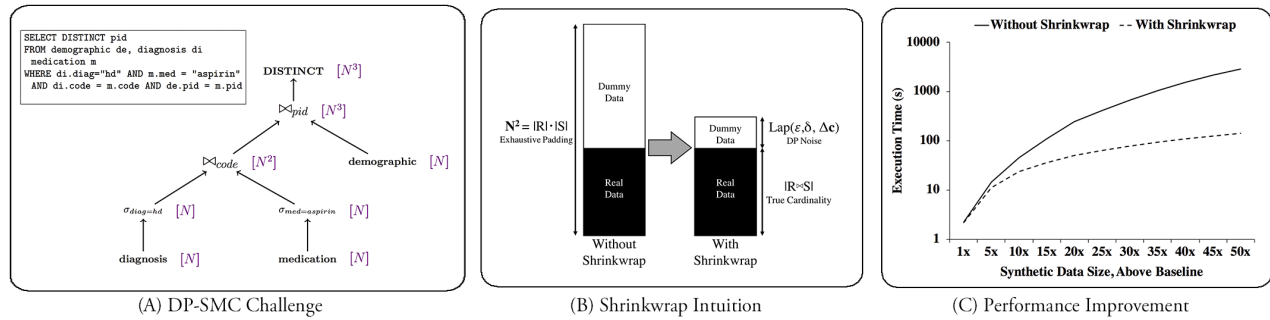 SELECT DISTINCT pid
FROM demographic de, diagnosis di
medication m
WHERE di.diag="hd" AND m.med = "aspirin"
AND di.code = m.code AND de.pid = m.pid
DISTINCT [N³]
⋈pid [N³]
⋈code [N²]
demographic [N]
σdiag=hd [N]
σmed=aspirin [N]
diagnosis [N]
medication [N]
(A) DP-SMC Challenge
N² = |R|·|S|
Exhaustive Padding
Dummy
Data
Real
Data
Without
Shrinkwrap
Dummy
Data
Real
Data
With
Shrinkwrap
Lap(ε,δ, Δc)
DP Noise
|R⋈S|
True Cardinality
(B) Shrinkwrap Intuition
Without Shrinkwrap
With Shrinkwrap
Execution Time (s)
10000
1000
100
10
1
1x 5x 10x 15x 20x 25x 30x 35x 40x 45x 50x
Synthetic Data Size, Above Baseline
(C) Performance Improvement